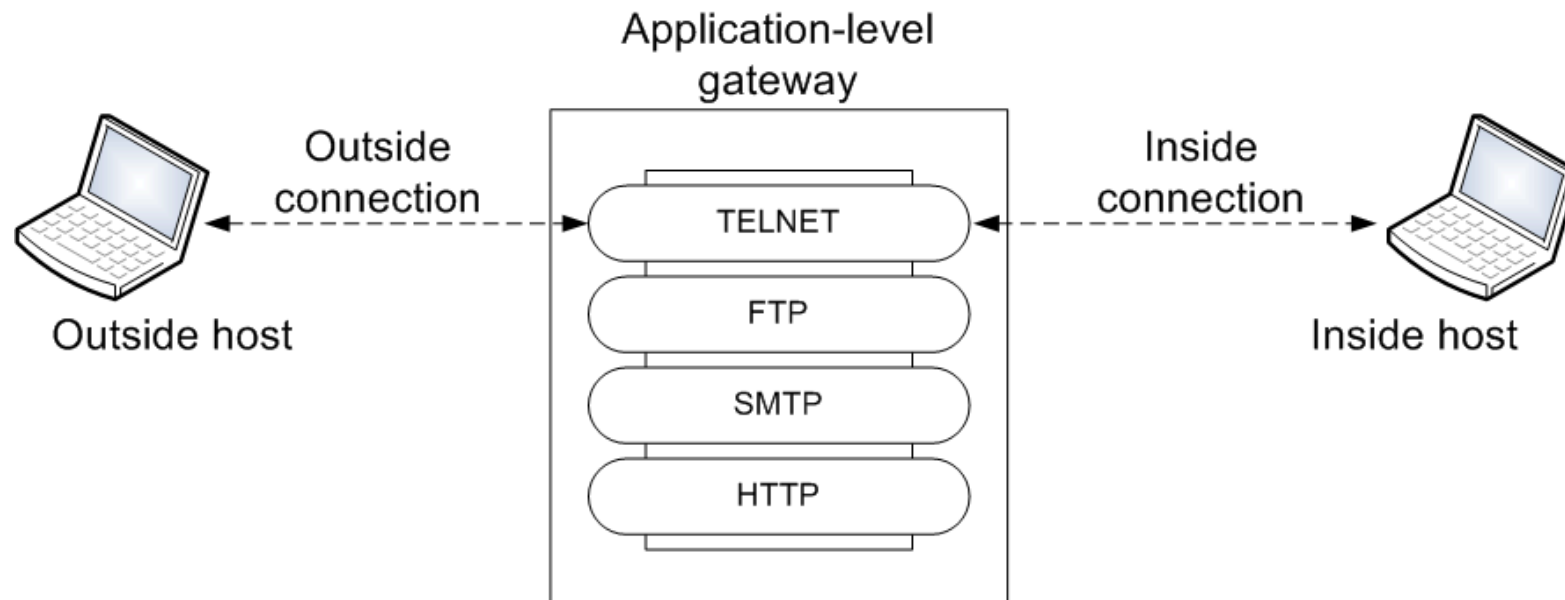 Application-level
gateway
Outside
connection
Inside
connection
TELNET
FTP
SMTP
HTTP
Outside host
Inside host